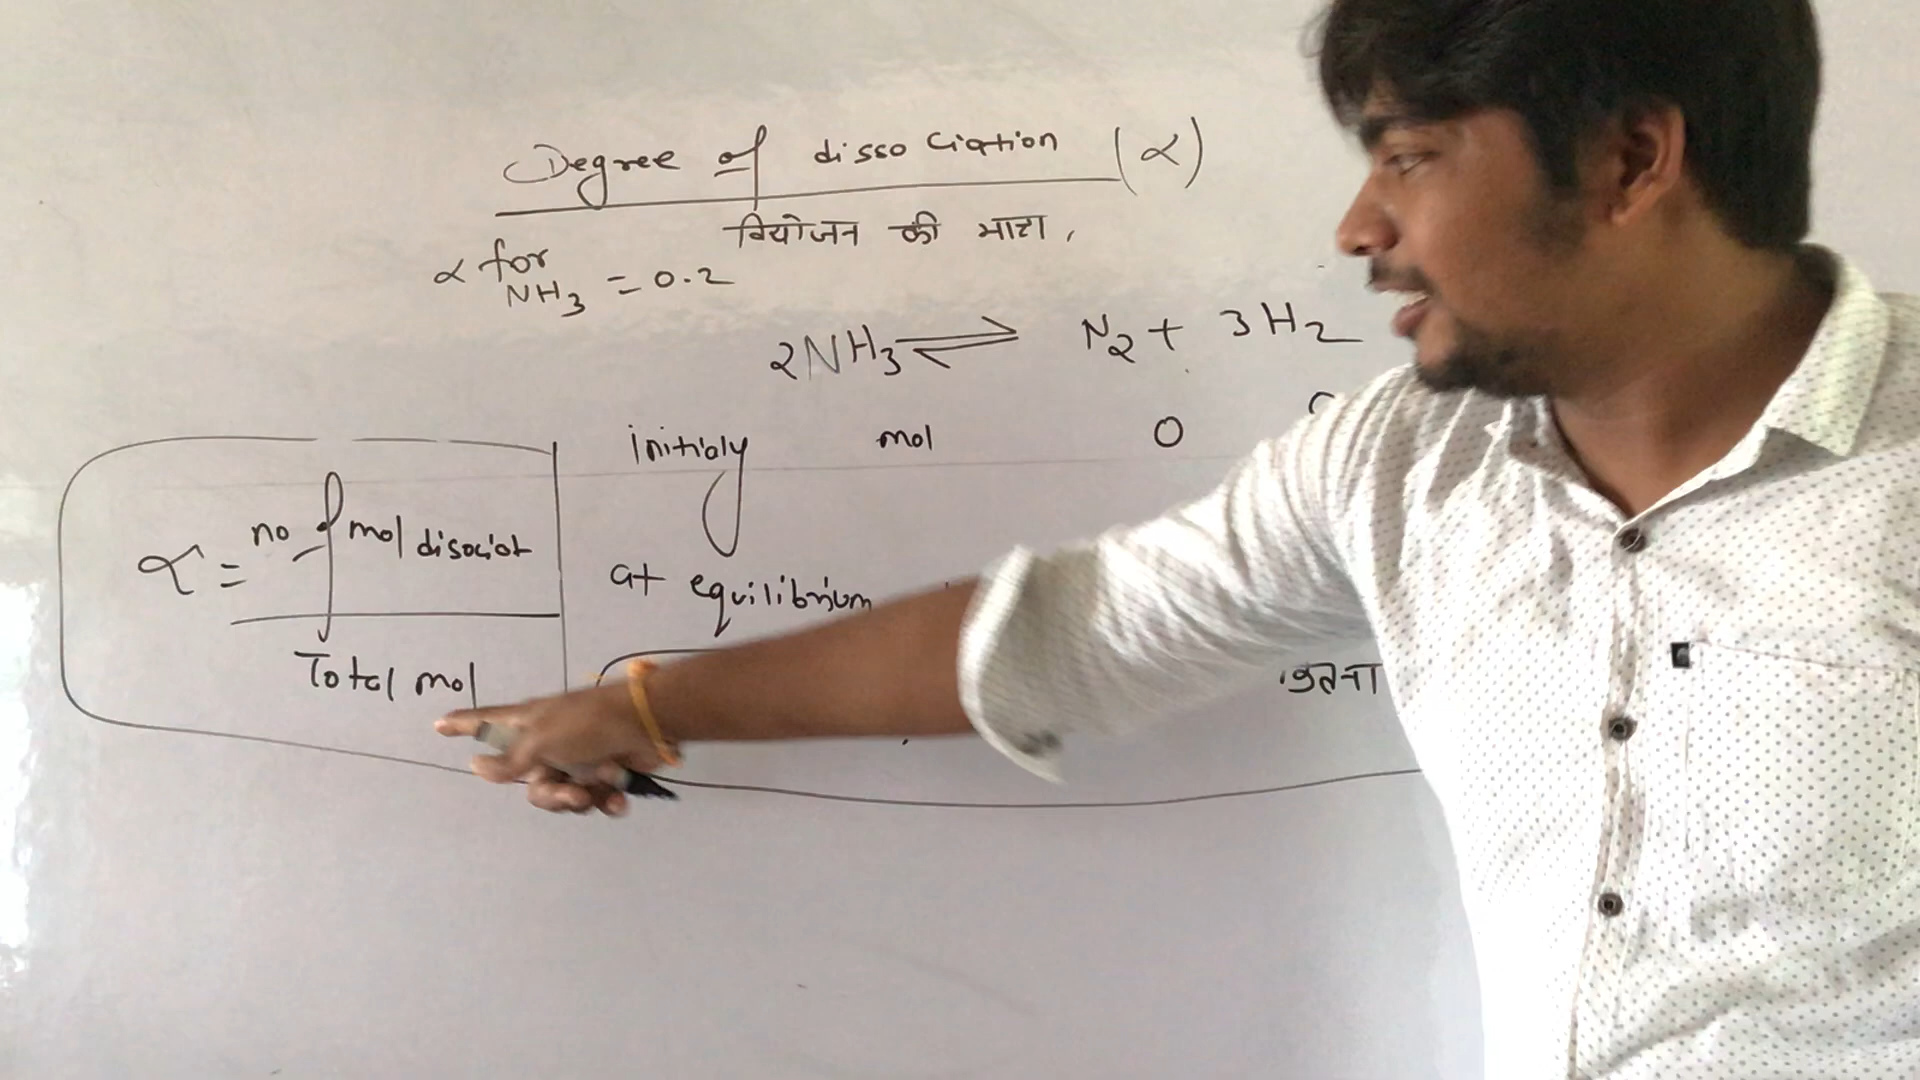 Degree of dissociation (α)
वियोजन की मात्रा,
α for NH3 = 0.2
2NH3 ⇌ N2 + 3H2
initialy mol 0
α = no of mol disociat
Total mol
at equilibrium
इतना